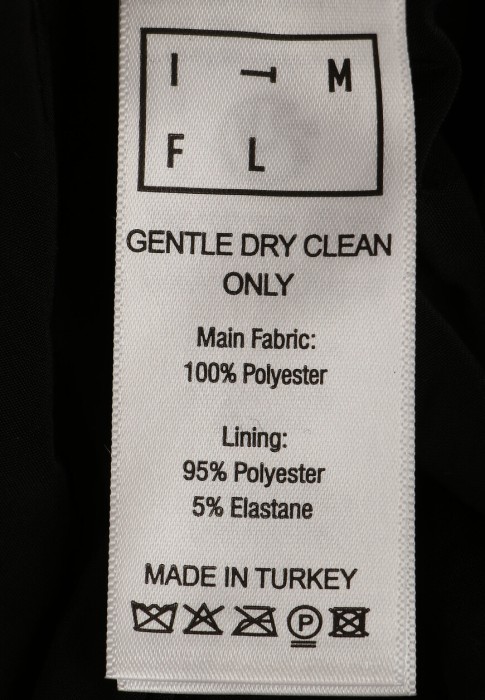 I T M
F L
GENTLE DRY CLEAN
ONLY
Main Fabric:
100% Polyester
Lining:
95% Polyester
5% Elastane
MADE IN TURKEY
P